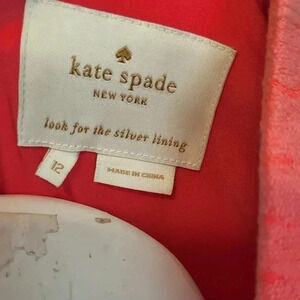 kate spade
NEW YORK
look for the silver lining
12
MADE IN CHINA